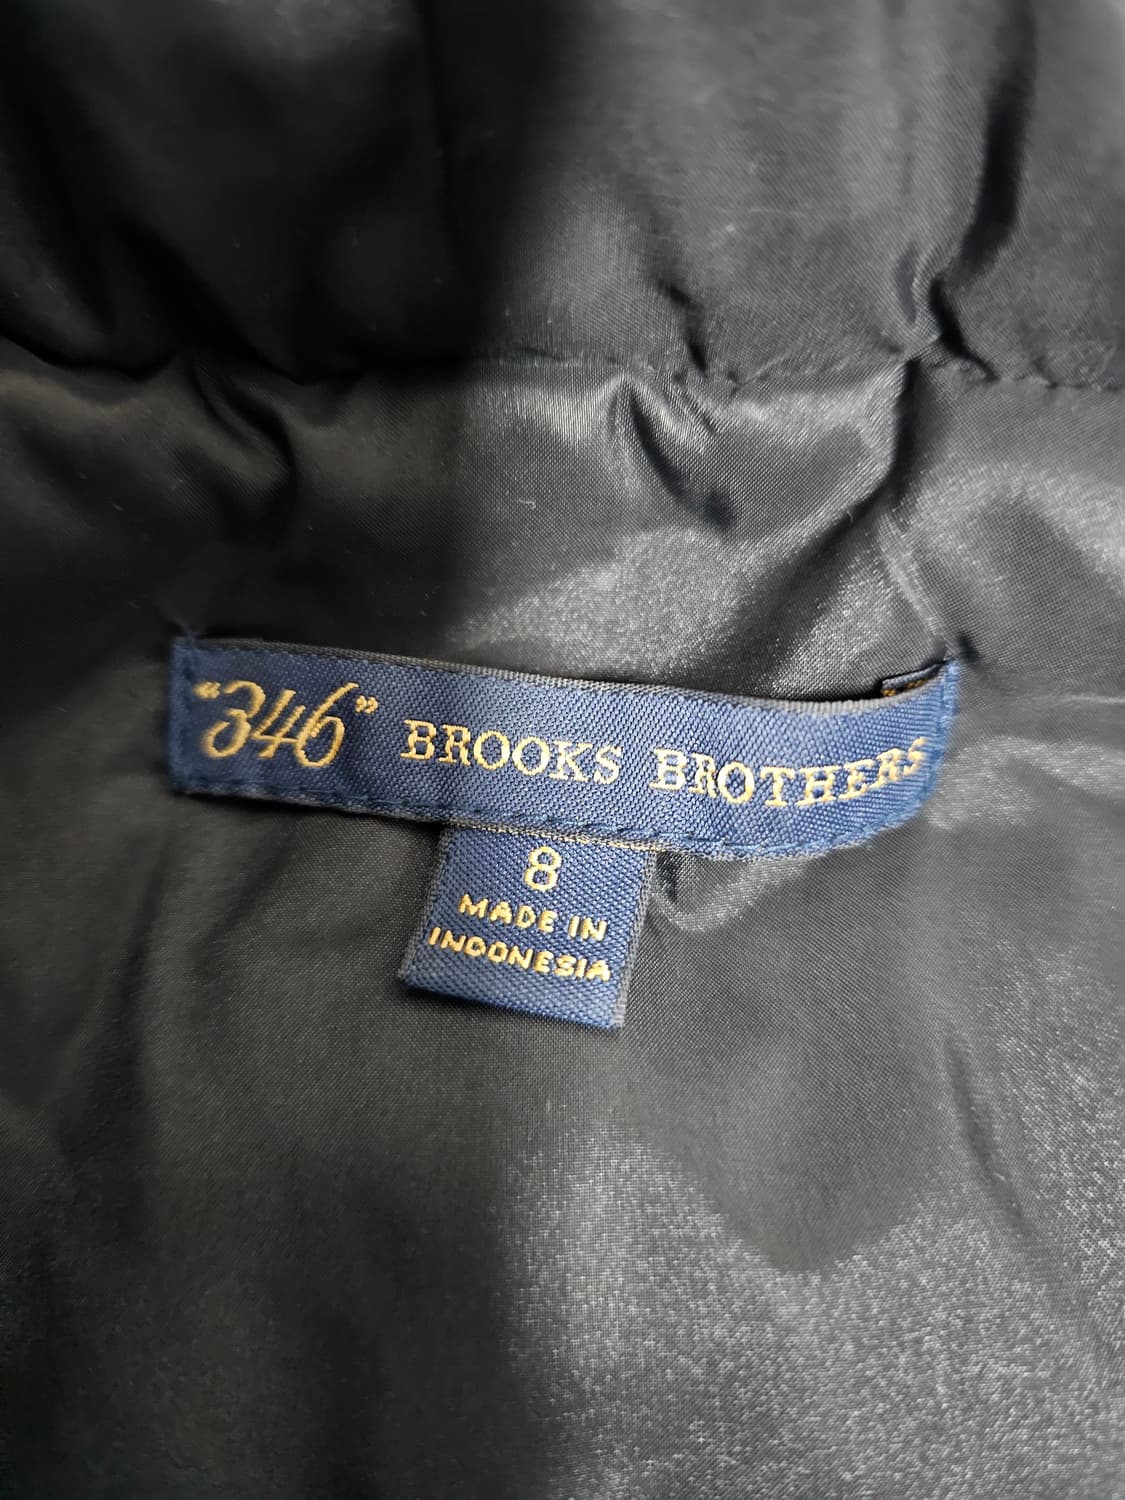 "346" BROOKS BROTHERS
8
MADE IN
INDONESIA